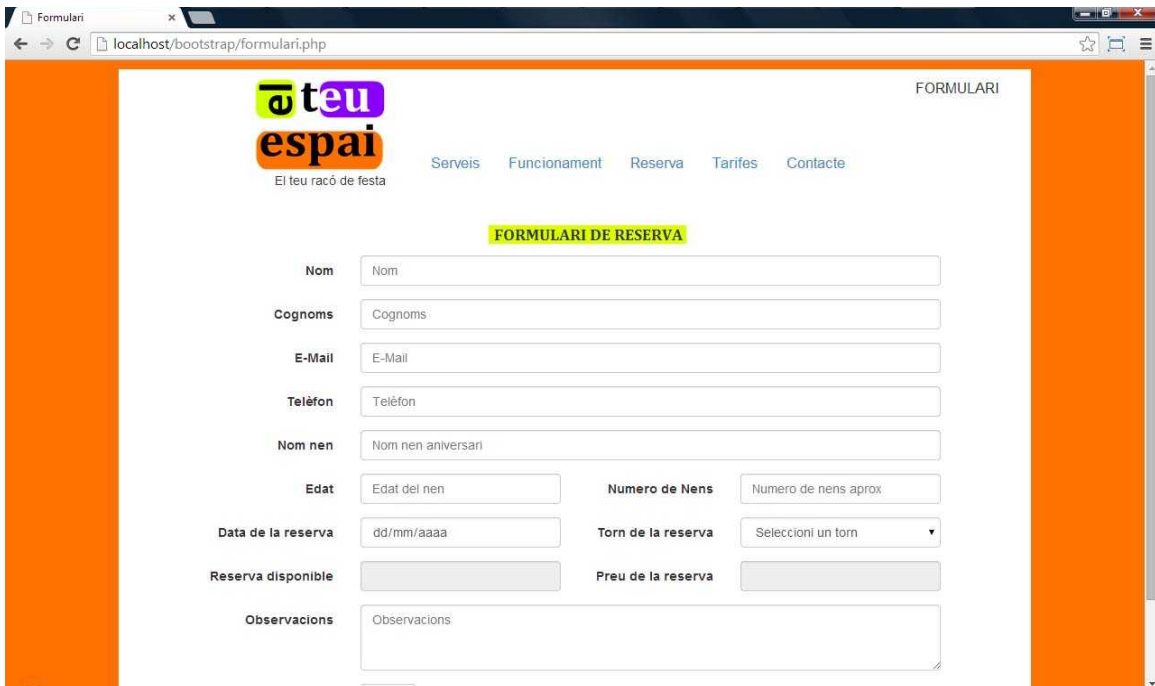 Formulari
localhost/bootstrap/formulari.php
el teu
espai
El teu racó de festa
FORMULARI
Serveis Funcionament Reserva Tarifes Contacte
FORMULARI DE RESERVA
Nom Nom
Cognoms Cognoms
E-Mail E-Mail
Telèfon Telèfon
Nom nen Nom nen aniversari
Edat Edat del nen Numero de Nens Numero de nens aprox
Data de la reserva dd/mm/aaaa Torn de la reserva Seleccioni un torn
Reserva disponible Preu de la reserva
Observacions Observacions